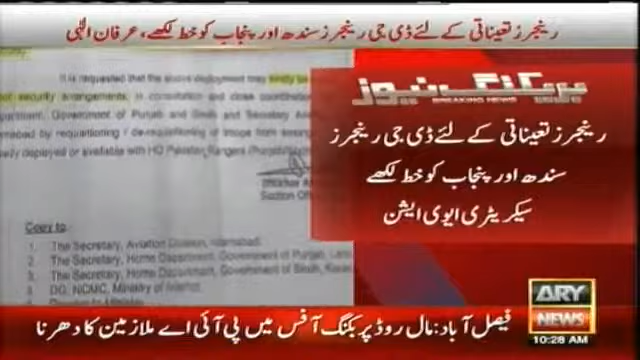 رینجرز تعیناتی کے لئے ڈی جی رینجرز سندھ اور پنجاب کو خط لکھے، عرفان الٰہی
It is requested that the above deployment may kindly be
security arrangements, in consultation and close coordination
Department, Government of Punjab and Sindh and Secretary
by requisitioning / de-requisitioning of troops from
already deployed or available with HQ Pakistan Rangers (Punjab
Section
Copy to
1. The Secretary, Aviation Division, Islamabad.
2. The Secretary, Home Department, Government of Punjab,
3. The Secretary, Home Department, Government of Sindh,
DG, NCMC, Ministry of Interior.
بریکنگ نیوز
BREAKING NEWS
رینجرز تعیناتی کے لئے ڈی جی رینجرز
سندھ اور پنجاب کو خط لکھے
سیکریٹری ایوی ایشن
ARY
NEWS
10:28 AM
فیصل آباد: مال روڈ پر بکنگ آفس میں پی آئی اے ملازمین کا دھرنا